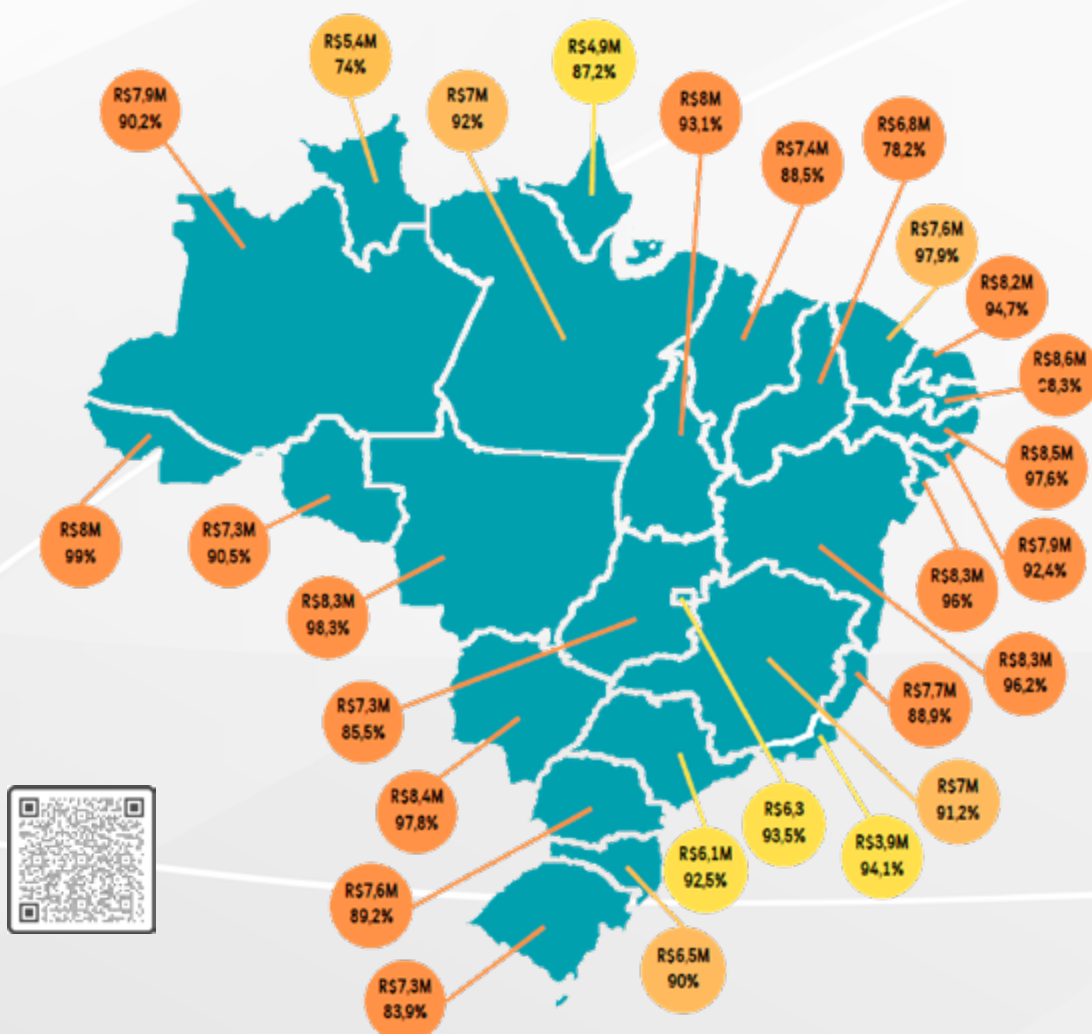 R$5,4M
74%
R$4,9M
87,2%
R$7,9M
90,2%
R$7M
92%
R$8M
93,1%
R$6,8M
78,2%
R$7,4M
88,5%
R$7,6M
97,9%
R$8,2M
94,7%
R$8,6M
R$8,5M
97,6%
R$7,9M
92,4%
R$8M
99%
R$7,3M
90,5%
R$8,3M
96%
R$8,3M
98,3%
R$8,3M
96,2%
R$7,3M
85,5%
R$7,7M
88,9%
R$8,4M
97,8%
R$7M
91,2%
R$6,3
93,5%
R$3,9M
94,1%
R$6,1M
92,5%
R$7,6M
89,2%
R$6,5M
90%
R$7,3M
83,9%